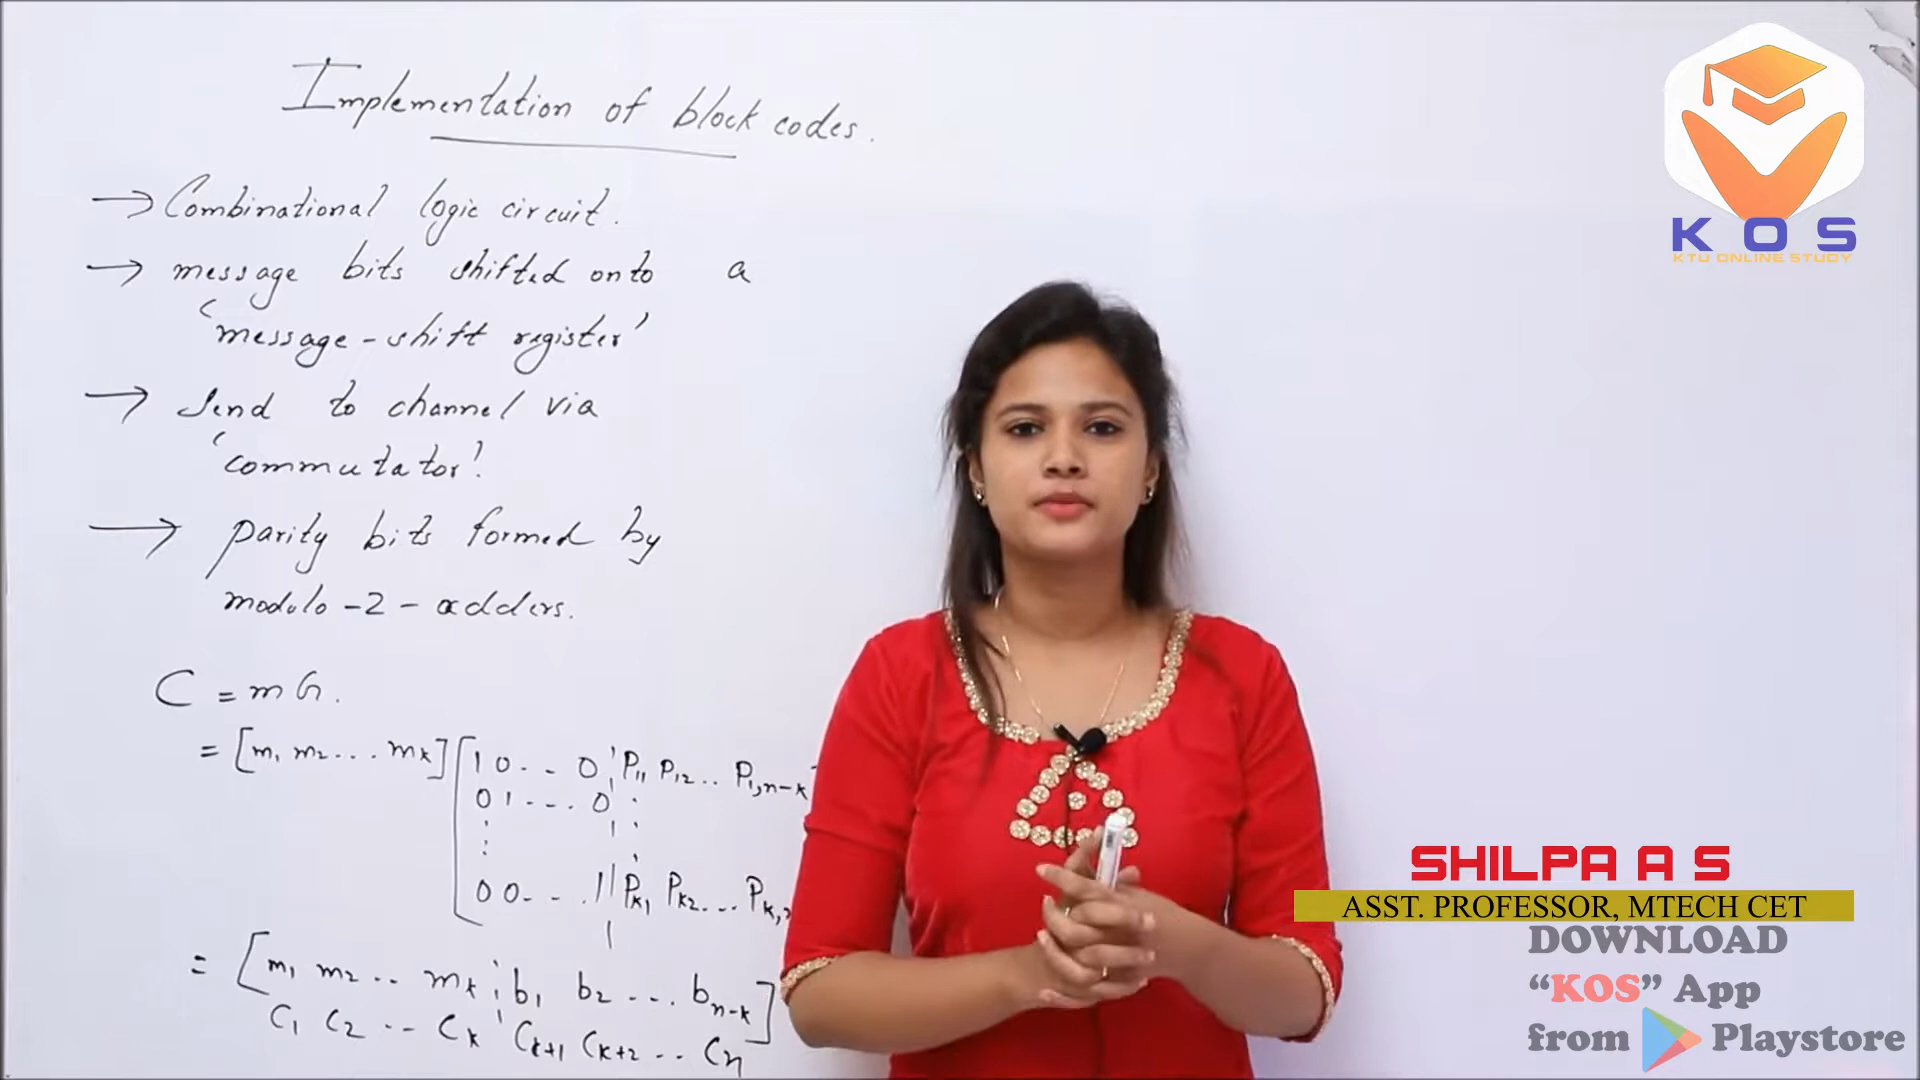 Implementation of block codes.
→ Combinational logic circuit.
→ message bits shifted onto a
'message-shift register'
→ Send to channel via
'commutator'.
→ parity bits formed by
modulo-2-adders.
C = mG.
= [m1 m2... mk] [1 0 . . 0 ¦ P11 P12 .. P1,n-k
0 1 - - . 0 ¦ :
: ¦ :
0 0 . . . 1 | Pk1 Pk2 ... Pk,
= [m1 m2 .. mk ¦ b1 b2 ... bn-k]
C1 C2 .. Ck ¦ Ck+1 Ck+2 .. Cn
KOS
KTU ONLINE STUDY
SHILPA A S
ASST. PROFESSOR, MTECH CET
DOWNLOAD
“KOS” App
from Playstore